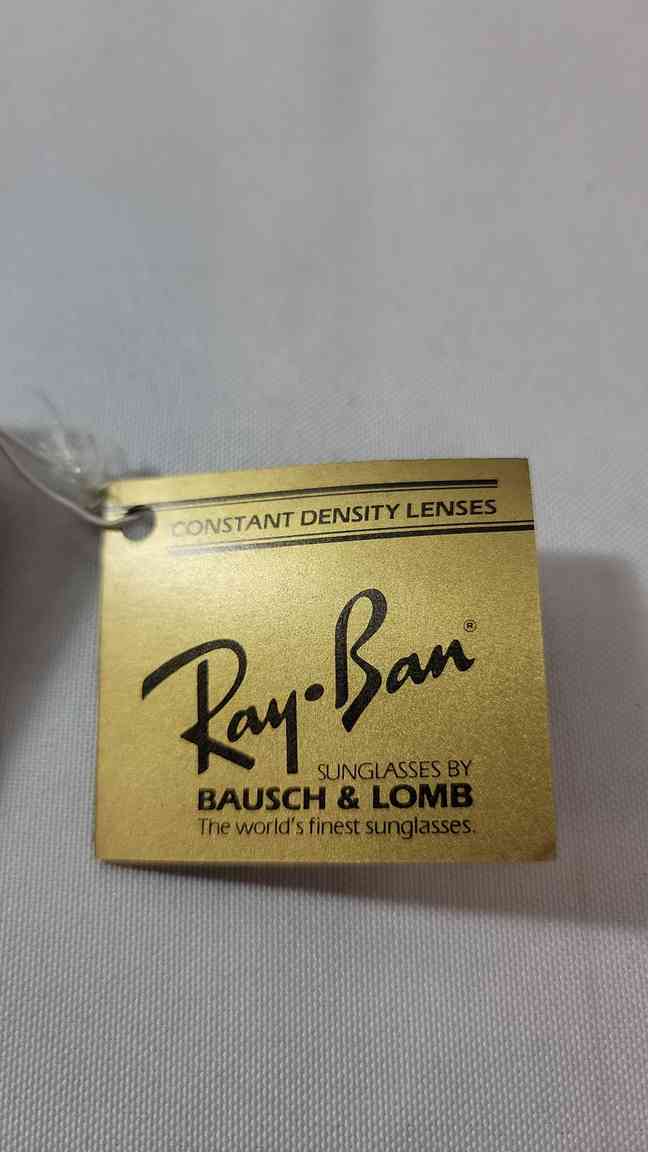 CONSTANT DENSITY LENSES
Ray-Ban®
SUNGLASSES BY
BAUSCH & LOMB
The world's finest sunglasses.